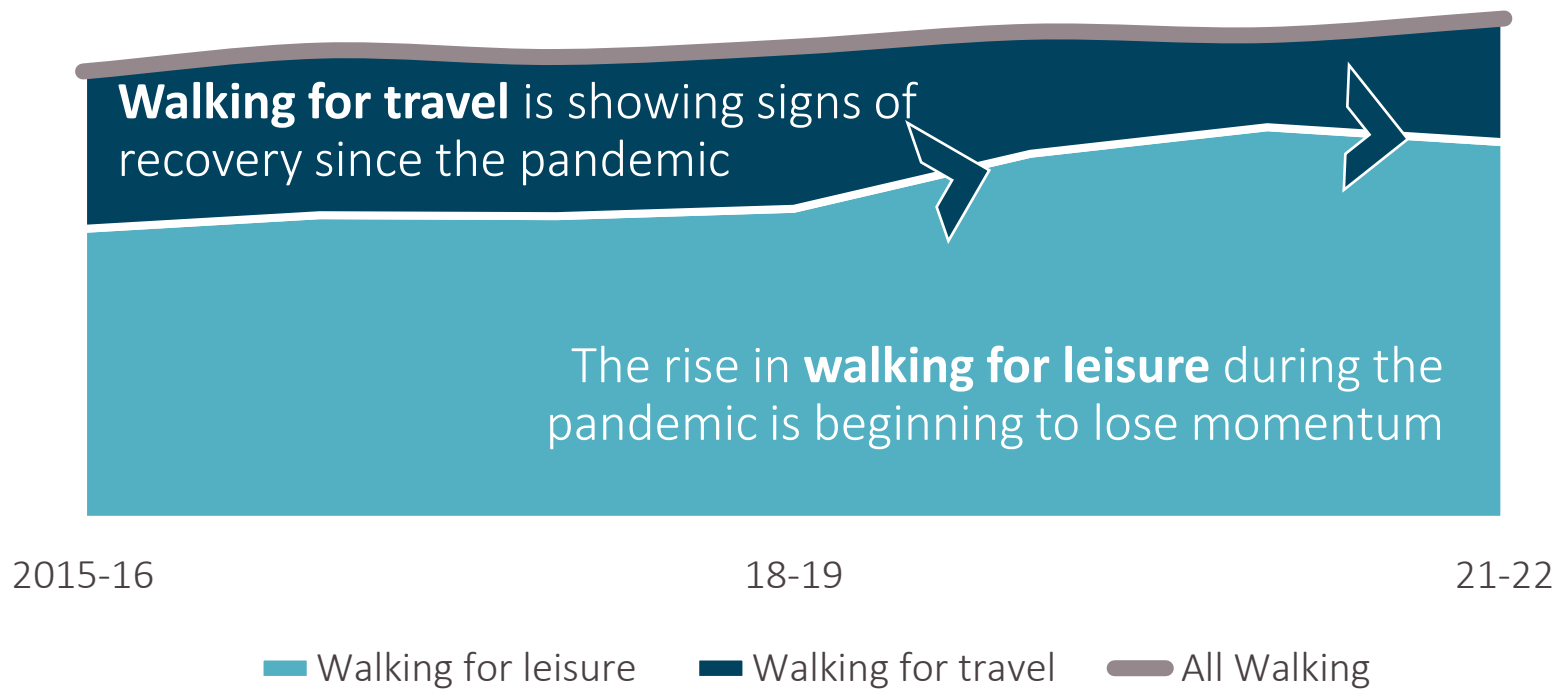 Walking for travel is showing signs of
recovery since the pandemic
The rise in walking for leisure during the
pandemic is beginning to lose momentum
2015-16
18-19
21-22
Walking for leisure
Walking for travel
All Walking